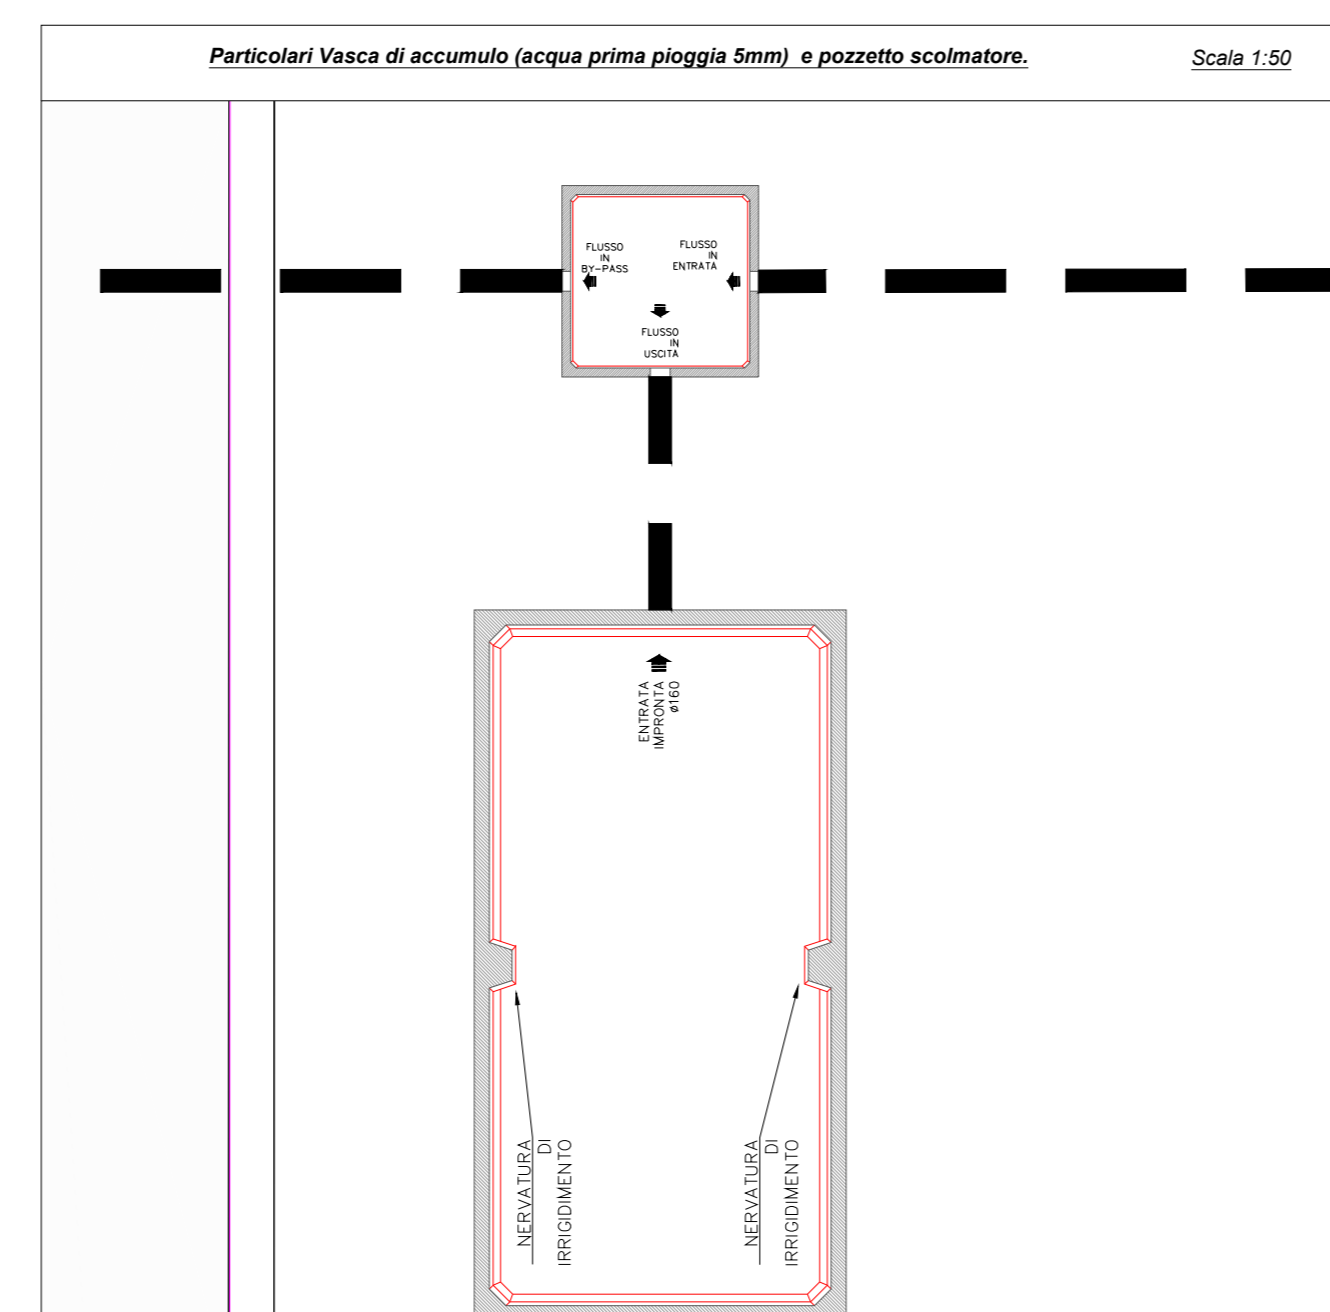 Particolari Vasca di accumulo (acqua prima pioggia 5mm) e pozzetto scolmatore.
Scala 1:50
FLUSSO
IN
BY-PASS
FLUSSO
IN
ENTRATA
FLUSSO
IN
USCITA
ENTRATA
IMPRONTA
ø160
NERVATURA
DI
IRRIGIDIMENTO
NERVATURA
DI
IRRIGIDIMENTO